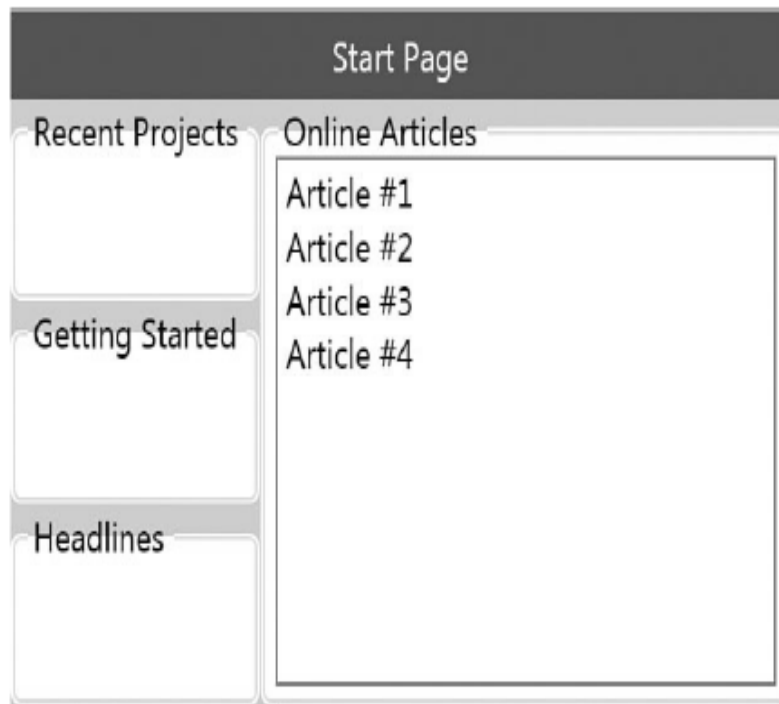 Start Page
Recent Projects
Getting Started
Headlines
Online Articles
Article #1
Article #2
Article #3
Article #4